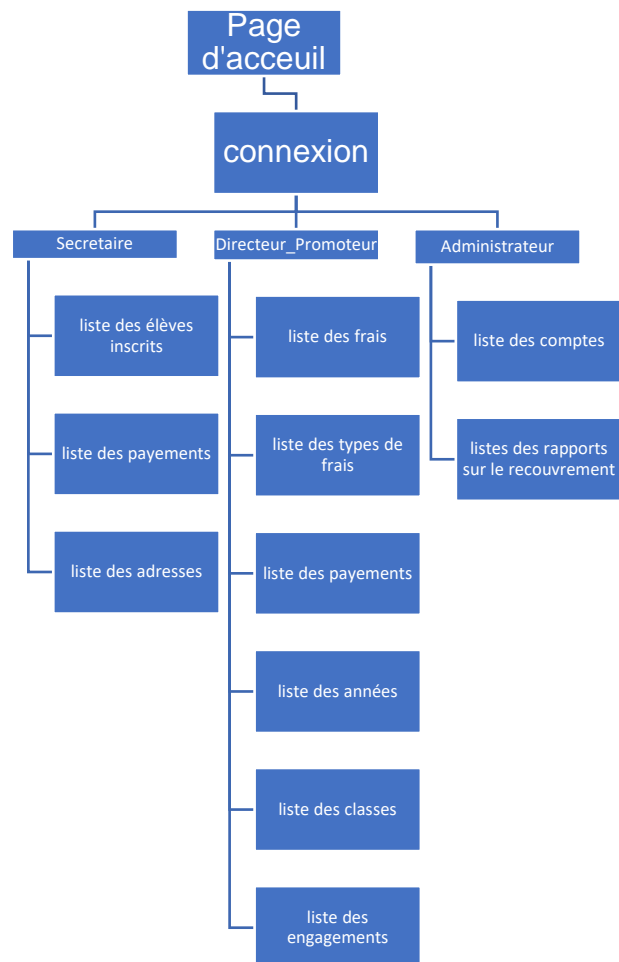 Page
d'acceuil
connexion
Secretaire
Directeur_Promoteur
Administrateur
liste des élèves
inscrits
liste des payements
liste des adresses
liste des frais
liste des types de
frais
liste des payements
liste des années
liste des classes
liste des
engagements
liste des comptes
listes des rapports
sur le recouvrement